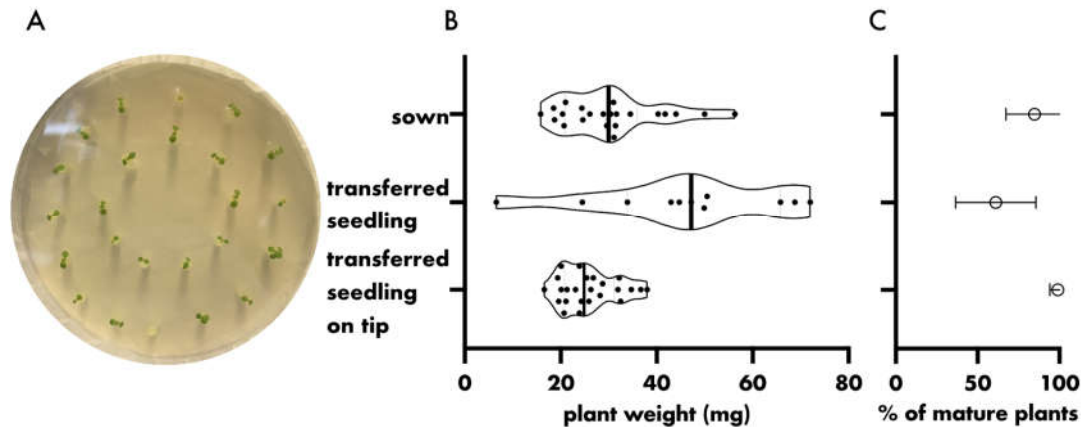 A
B
C
sown
transferred
seedling
transferred
seedling
on tip
0 20 40 60 80
plant weight (mg)
0 100
% of mature plants